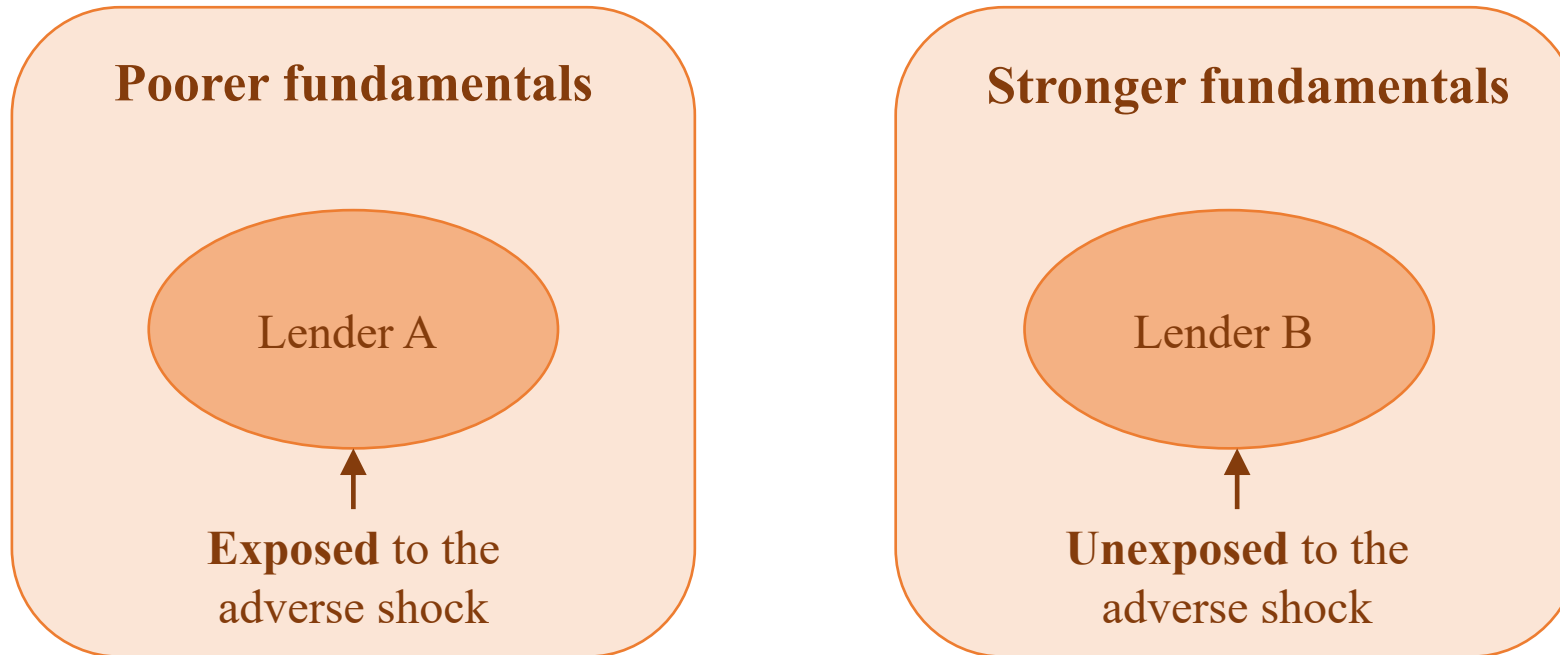 Poorer fundamentals
Lender A
Exposed to the
adverse shock
Stronger fundamentals
Lender B
Unexposed to the
adverse shock